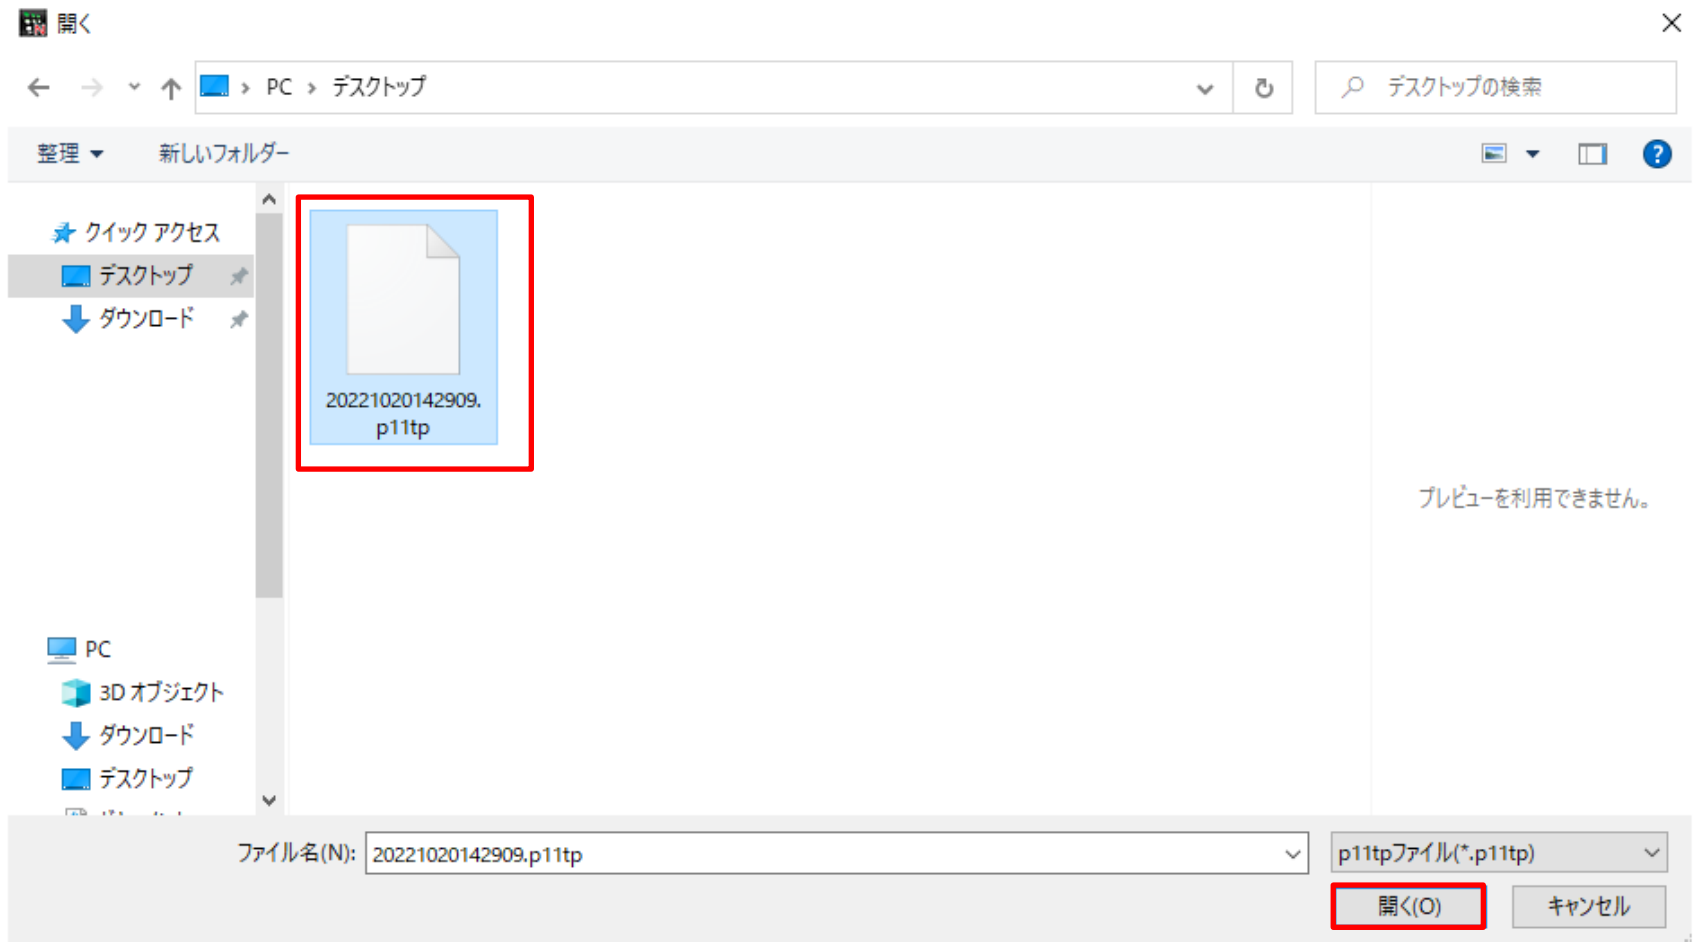 開く
PC › デスクトップ
デスクトップの検索
整理
新しいフォルダー
クイック アクセス
デスクトップ
ダウンロード
20221020142909.
p11tp
プレビューを利用できません。
PC
3D オブジェクト
ダウンロード
デスクトップ
ファイル名(N):
20221020142909.p11tp
p11tpファイル(*.p11tp)
開く(O)
キャンセル